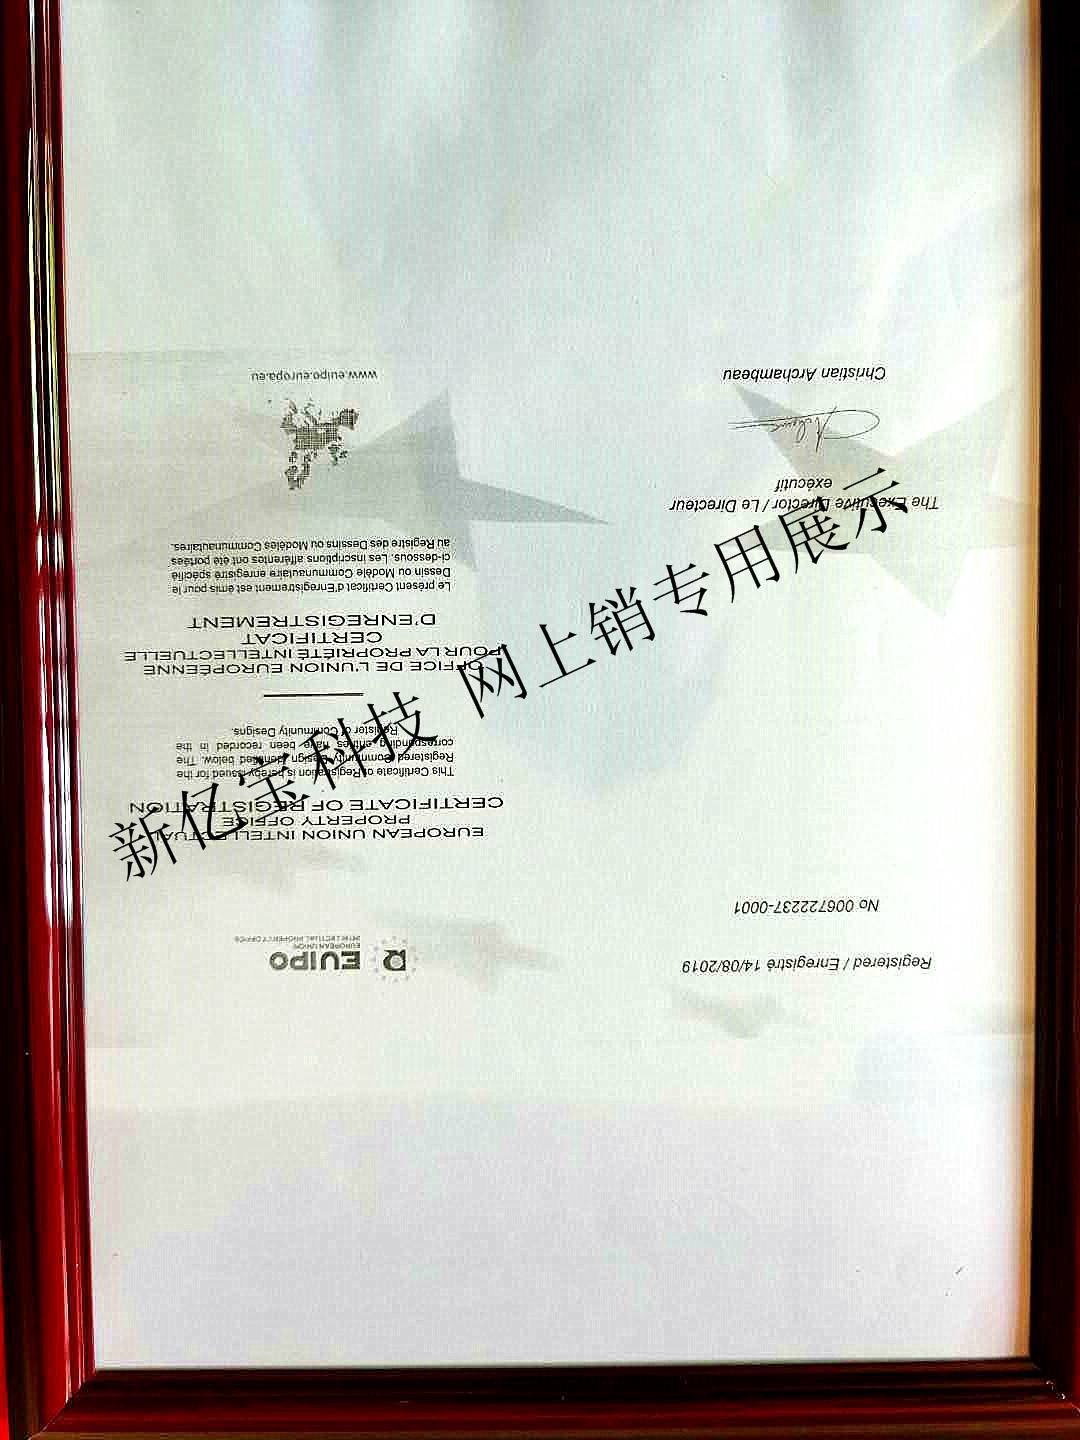 Registered / Enregistré 14/08/2019
No 006722237-0001
The Executive Director / Le Directeur
exécutif
Christian Archambeau
EUIPO
EUROPEAN UNION
INTELLECTUAL PROPERTY OFFICE
EUROPEAN UNION INTELLECTUAL
PROPERTY OFFICE
CERTIFICATE OF REGISTRATION
This Certificate of Registration is hereby issued for the
Registered Community Design identified below. The
corresponding entries have been recorded in the
Register of Community Designs.
OFFICE DE L'UNION EUROPÉENNE
POUR LA PROPRIÉTÉ INTELLECTUELLE
CERTIFICAT
D'ENREGISTREMENT
Le présent Certificat d'Enregistrement est émis pour le
Dessin ou Modèle Communautaire enregistré spécifié
ci-dessous. Les inscriptions afférentes ont été portées
au Registre des Dessins ou Modèles Communautaires.
www.euipo.europa.eu
新亿宝科技 网上销专用展示